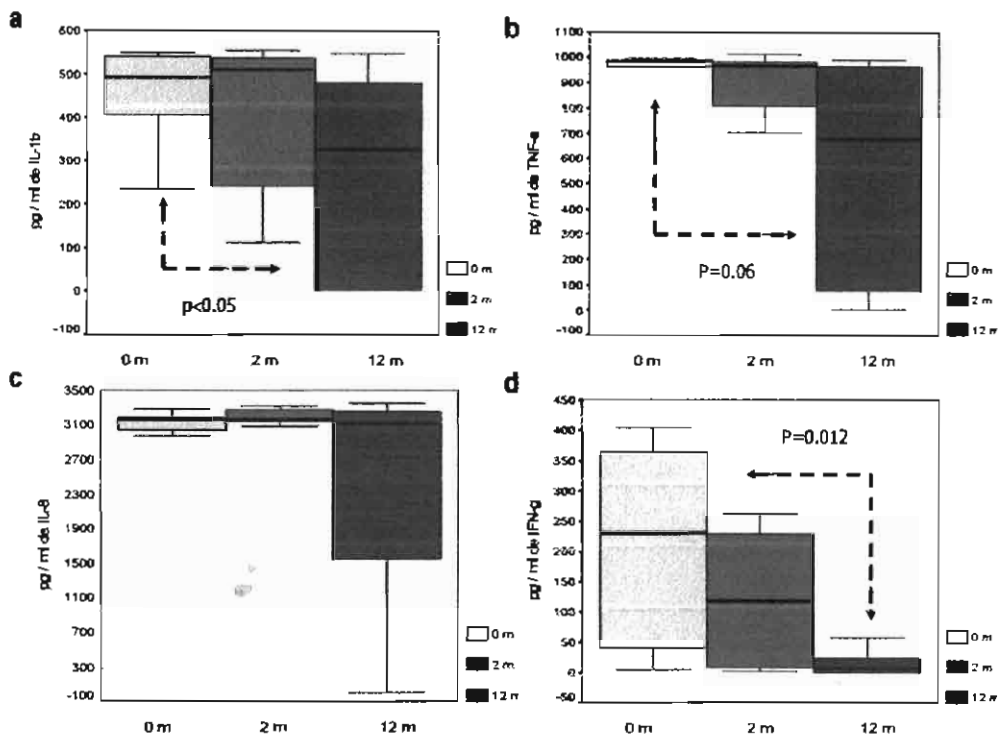 a
600
500
400
300
200
100
0
-100
pg / ml de IL-1b
p<0.05
0 m
2 m
12 m
0 m
2 m
12 m
b
1100
1000
900
800
700
600
500
400
300
200
100
0
-100
pg / ml de TNF-a
P=0.06
0 m
2 m
12 m
0 m
2 m
12 m
c
3500
3100
2700
2300
1900
1500
1100
700
300
-100
pg / ml de IL-8
0 m
2 m
12 m
0 m
2 m
12 m
d
450
400
350
300
250
200
150
100
50
0
-50
pg / ml de IFN-g
P=0.012
0 m
2 m
12 m
0 m
2 m
12 m